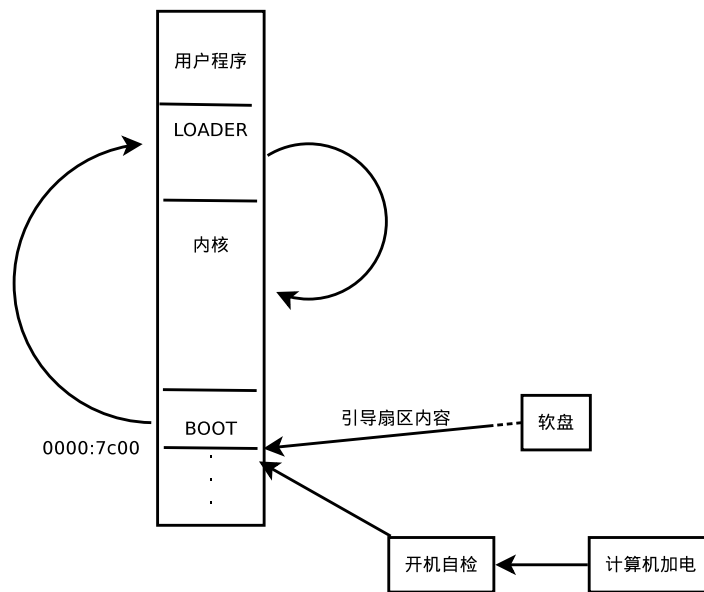 用户程序
LOADER
内核
引导扇区内容
软盘
BOOT
0000:7c00
开机自检
计算机加电